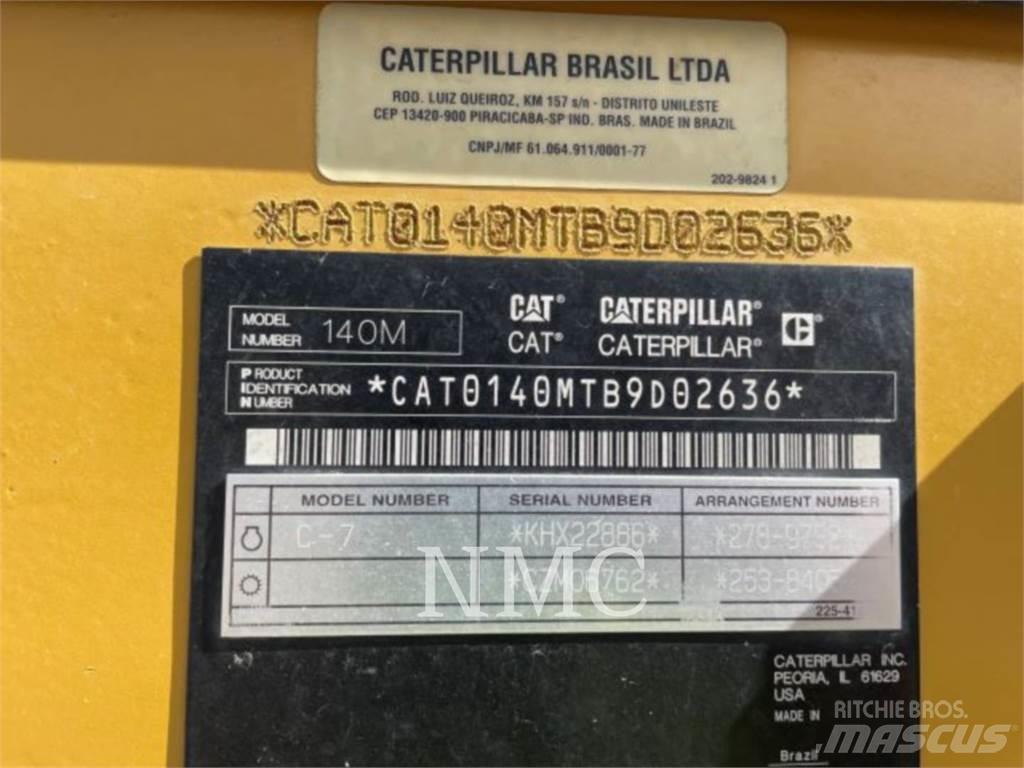 CATERPILLAR BRASIL LTDA
ROD. LUIZ QUEIROZ, KM 157 s/n - DISTRITO UNILESTE
CEP 13420-900 PIRACICABA-SP IND. BRAS. MADE IN BRAZIL
CNPJ/MF 61.064.911/0001-77
202-9824 1
*CAT0140MTB9D02636*
MODEL NUMBER 140M
CAT® CATERPILLAR®
CAT® CATERPILLAR®
PRODUCT IDENTIFICATION NUMBER *CAT0140MTB9D02636*
MODEL NUMBER SERIAL NUMBER ARRANGEMENT NUMBER
C-7 *KHX22886*
225-41
NMC
CATERPILLAR INC.
PEORIA, IL 61629
USA
MADE IN
Brazil
RITCHIE BROS.
MASCUS